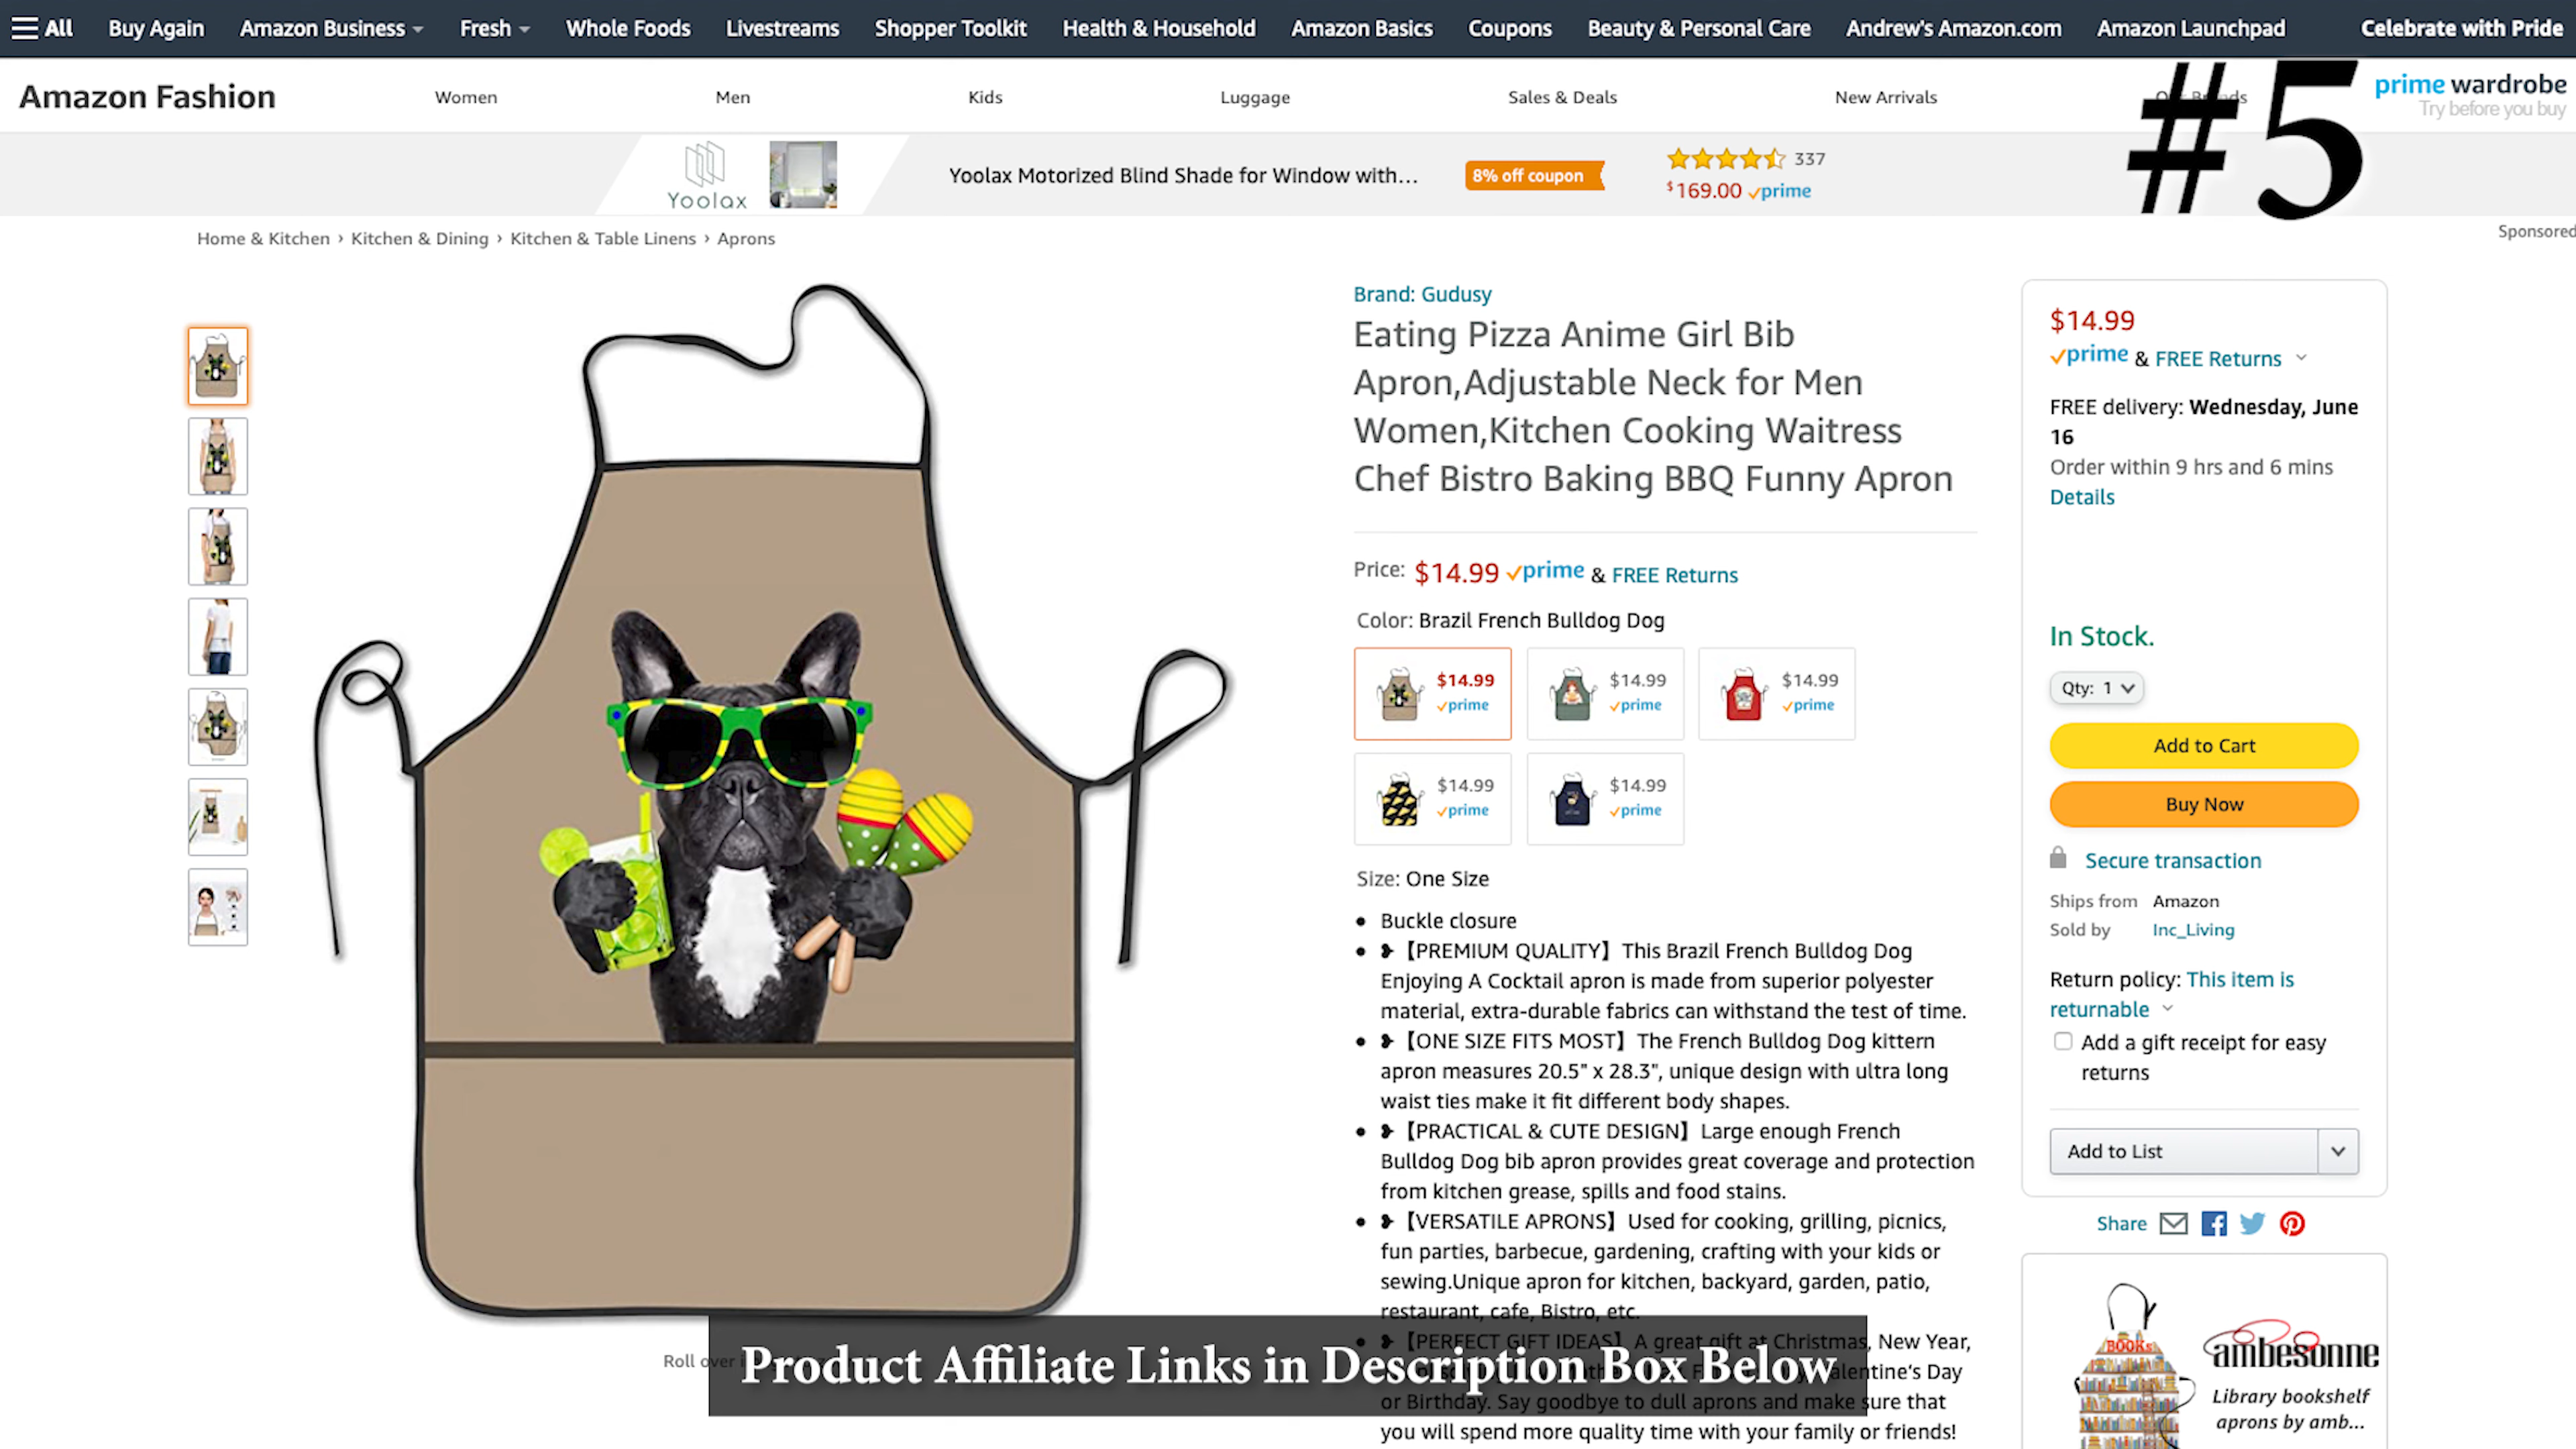 All Buy Again Amazon Business Fresh Whole Foods Livestreams Shopper Toolkit Health & Household Amazon Basics Coupons Beauty & Personal Care Andrew's Amazon.com Amazon Launchpad Celebrate with Pride
Amazon Fashion Women Men Kids Luggage Sales & Deals New Arrivals
#5
prime wardrobe
Try before you buy
Yoolax
Yoolax Motorized Blind Shade for Window with...
8% off coupon
337
$169.00 prime
Home & Kitchen › Kitchen & Dining › Kitchen & Table Linens › Aprons
Sponsored
Brand: Gudusy
Eating Pizza Anime Girl Bib
Apron,Adjustable Neck for Men
Women,Kitchen Cooking Waitress
Chef Bistro Baking BBQ Funny Apron
Price: $14.99 prime & FREE Returns
Color: Brazil French Bulldog Dog
$14.99 prime
$14.99 prime
$14.99 prime
$14.99 prime
$14.99 prime
Size: One Size
• Buckle closure
• ❥【PREMIUM QUALITY】This Brazil French Bulldog Dog
Enjoying A Cocktail apron is made from superior polyester
material, extra-durable fabrics can withstand the test of time.
• ❥【ONE SIZE FITS MOST】The French Bulldog Dog kittern
apron measures 20.5" x 28.3", unique design with ultra long
waist ties make it fit different body shapes.
• ❥【PRACTICAL & CUTE DESIGN】Large enough French
Bulldog Dog bib apron provides great coverage and protection
from kitchen grease, spills and food stains.
• ❥【VERSATILE APRONS】Used for cooking, grilling, picnics,
fun parties, barbecue, gardening, crafting with your kids or
sewing.Unique apron for kitchen, backyard, garden, patio,
restaurant, cafe, Bistro, etc.
• ❥【PERFECT GIFT IDEAS】A great gift at Christmas, New Year,
alentine's Day
or Birthday. Say goodbye to dull aprons and make sure that
you will spend more quality time with your family or friends!
Roll over
Product Affiliate Links in Description Box Below
$14.99
prime & FREE Returns
FREE delivery: Wednesday, June
16
Order within 9 hrs and 6 mins
Details
In Stock.
Qty: 1
Add to Cart
Buy Now
Secure transaction
Ships from Amazon
Sold by Inc_Living
Return policy: This item is
returnable
Add a gift receipt for easy
returns
Add to List
Share
BOOKs
ambesonne
Library bookshelf
aprons by amb...